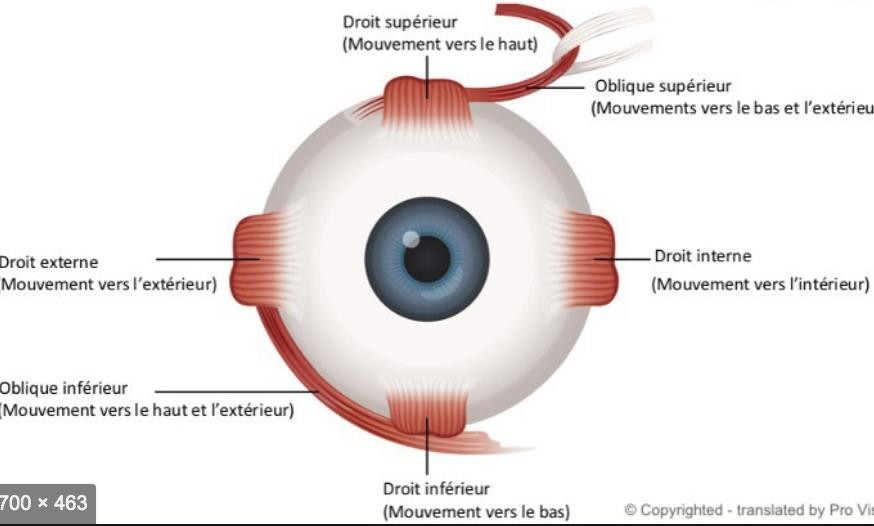 Droit supérieur
(Mouvement vers le haut)
Oblique supérieur
(Mouvements vers le bas et l'extérieu
Droit externe
(Mouvement vers l'extérieur)
Droit interne
(Mouvement vers l'intérieur)
Oblique inférieur
(Mouvement vers le haut et l'extérieur)
Droit inférieur
(Mouvement vers le bas)
700 × 463
© Copyrighted - translated by Pro Vis